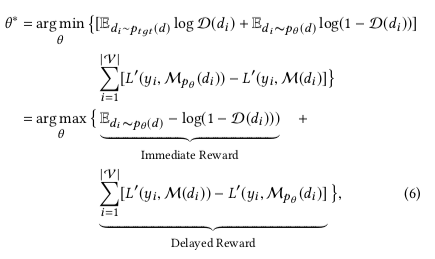 θ* = arg min_θ {[𝔼_{d_i∼p_{tgt}(d)} log 𝒟(d_i) + 𝔼_{d_i∼p_θ(d)} log(1 − 𝒟(d_i))]
∑_{i=1}^{|𝒱|} [L′(y_i, ℳ_{p_θ}(d_i)) − L′(y_i, ℳ(d_i)]}
= arg max_θ { 𝔼_{d_i∼p_θ(d)} − log(1 − 𝒟(d_i))) +
Immediate Reward
∑_{i=1}^{|𝒱|} [L′(y_i, ℳ(d_i)) − L′(y_i, ℳ_{p_θ}(d_i)] }, (6)
Delayed Reward